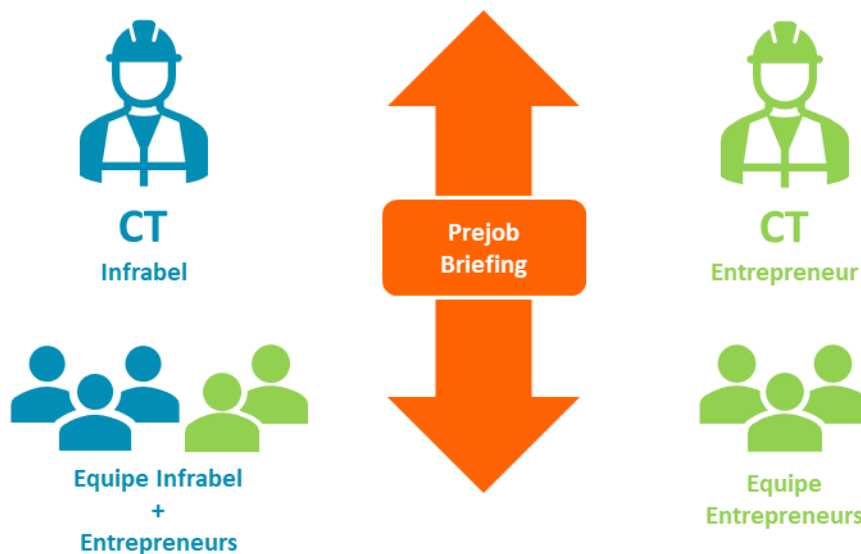 CT
Infrabel
Prejob
Briefing
CT
Entrepreneur
Equipe Infrabel
+
Entrepreneurs
Equipe
Entrepreneurs